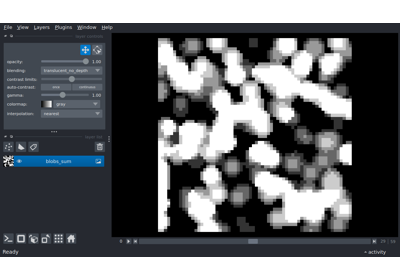 File View Layers Plugins Window Help
opacity: 1.00
blending: translucent_no_depth
contrast limits:
auto-contrast: once continuous
gamma: 1.00
colormap: gray
interpolation: nearest
blobs_sum
Ready
activity